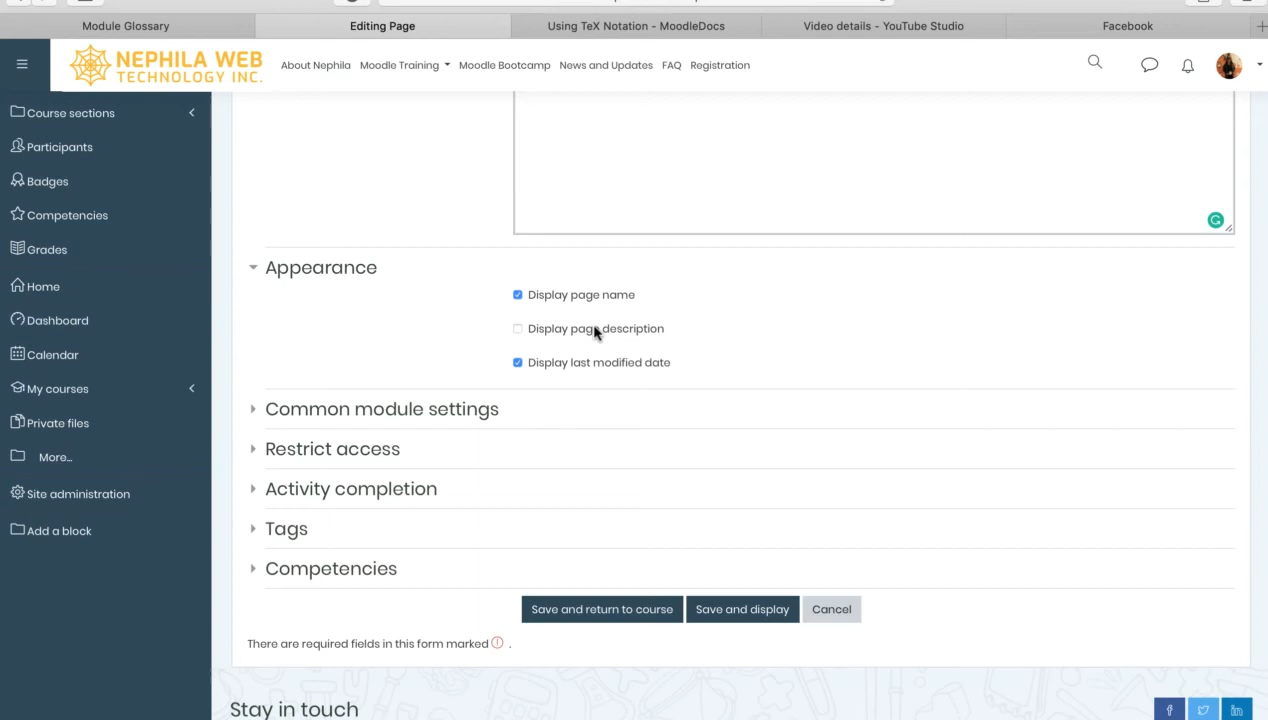 Module Glossary
Editing Page
Using TeX Notation - MoodleDocs
Video details - YouTube Studio
Facebook
NEPHILA WEB
TECHNOLOGY INC.
About Nephila
Moodle Training
Moodle Bootcamp
News and Updates
FAQ
Registration
Course sections
Participants
Badges
Competencies
Grades
Home
Dashboard
Calendar
My courses
Private files
More...
Site administration
Add a block
Appearance
Display page name
Display page description
Display last modified date
Common module settings
Restrict access
Activity completion
Tags
Competencies
Save and return to course
Save and display
Cancel
There are required fields in this form marked .
Stay in touch